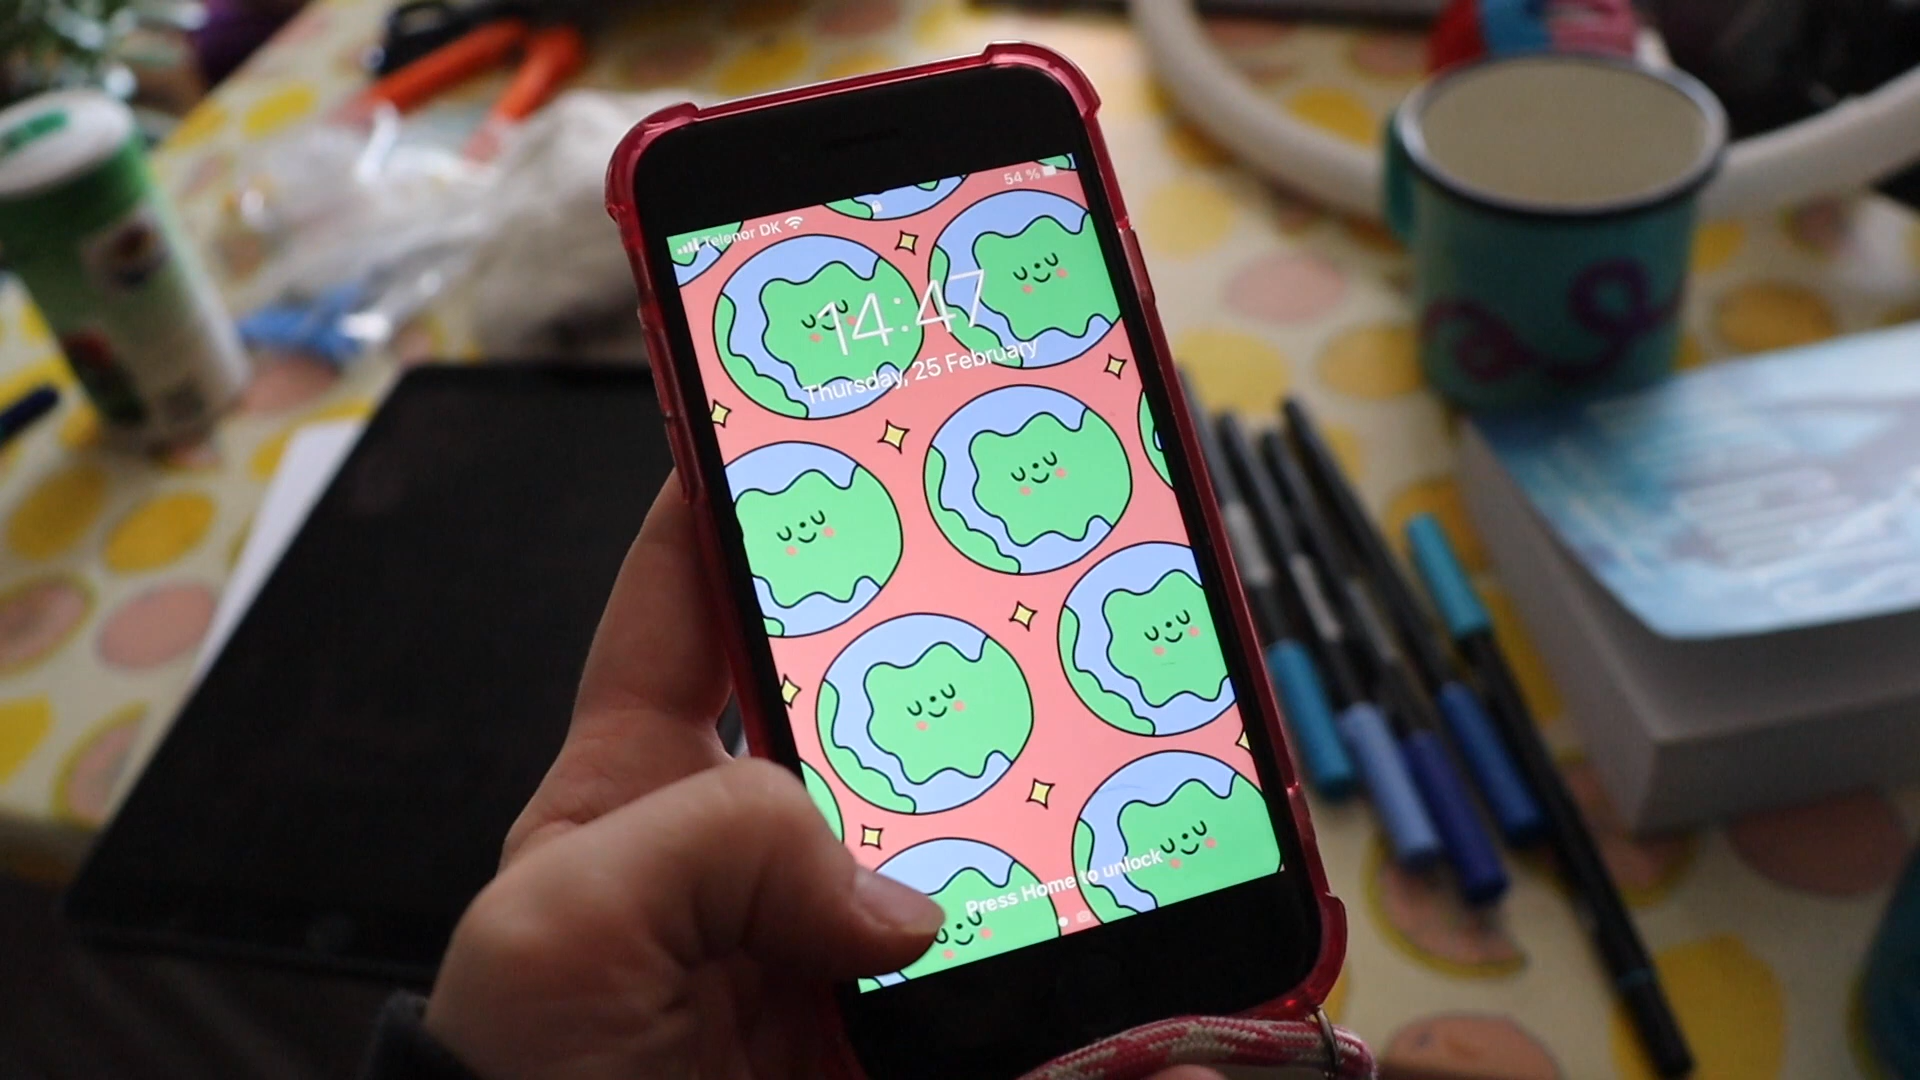 54 %
Telenor DK
14:47
Thursday, 25 February
Press Home to unlock